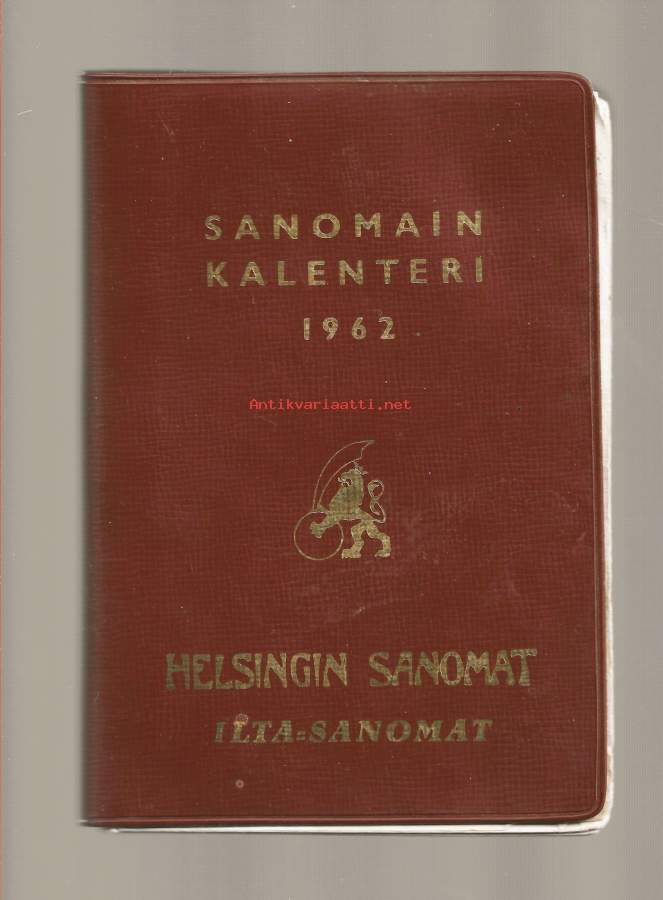 SANOMAIN
KALENTERI
1962
Antikvariaatti.net
HELSINGIN SANOMAT
ILTA=SANOMAT